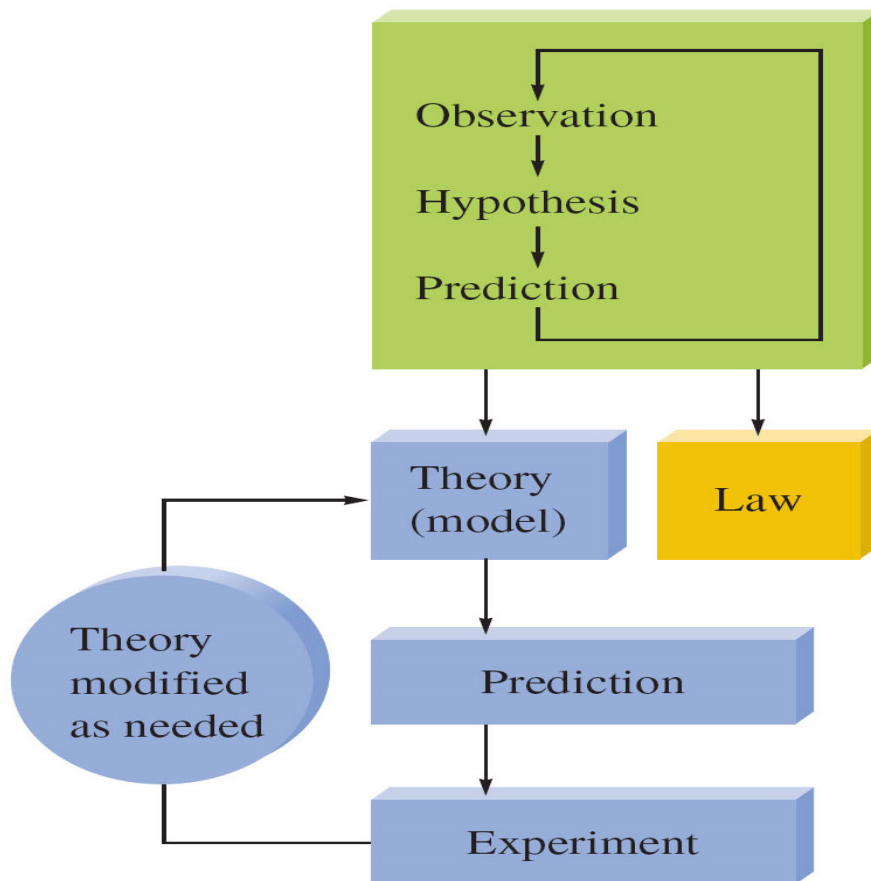 Observation
Hypothesis
Prediction
Theory
(model)
Law
Theory
modified
as needed
Prediction
Experiment